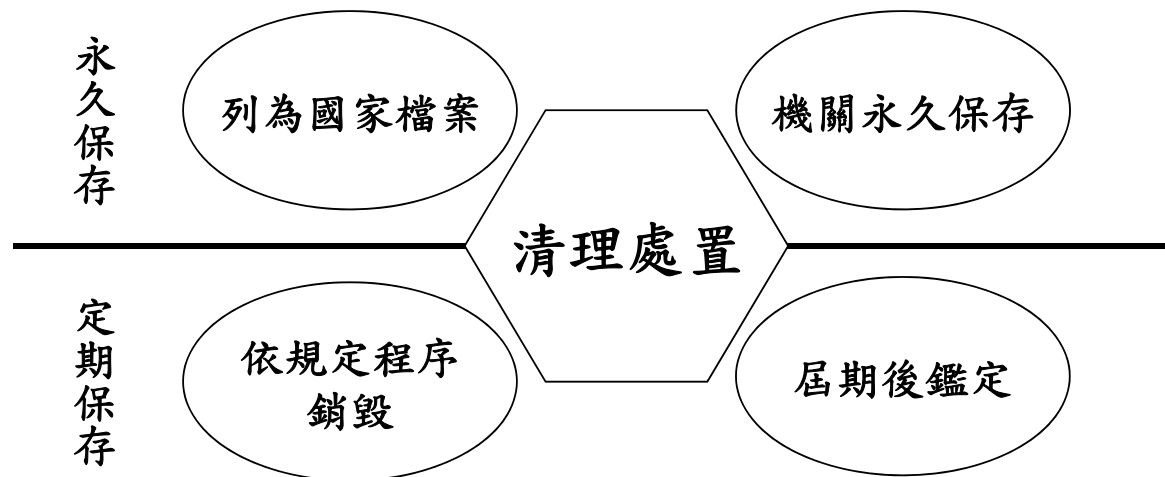 永久保存
列為國家檔案
機關永久保存
清理處置
定期保存
依規定程序
銷毀
屆期後鑑定